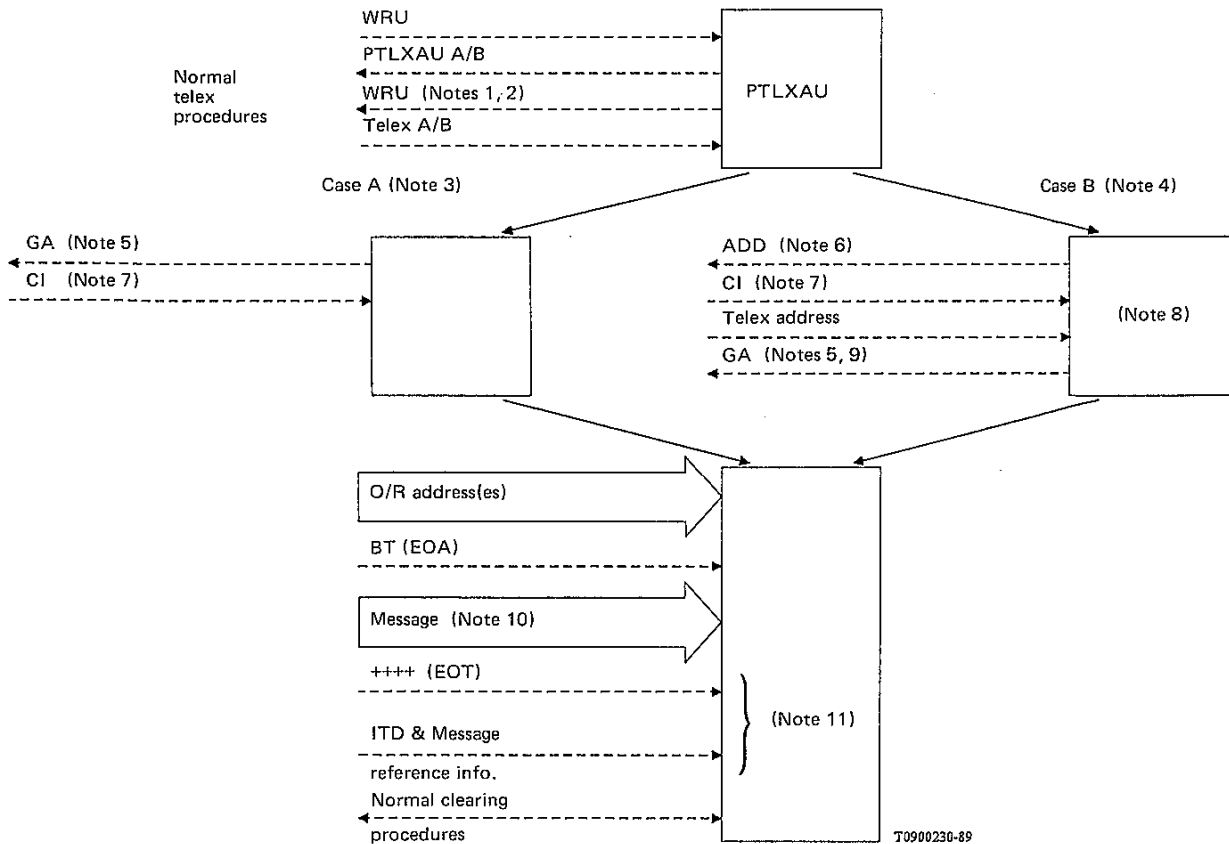 WRU
PTLXAU A/B
Normal
telex
procedures
WRU (Notes 1, 2)
Telex A/B
PTLXAU
Case A (Note 3)
Case B (Note 4)
GA (Note 5)
CI (Note 7)
ADD (Note 6)
CI (Note 7)
Telex address
GA (Notes 5, 9)
(Note 8)
O/R address(es)
BT (EOA)
Message (Note 10)
++++ (EOT)
ITD & Message
reference info.
(Note 11)
Normal clearing
procedures
T0900230-89